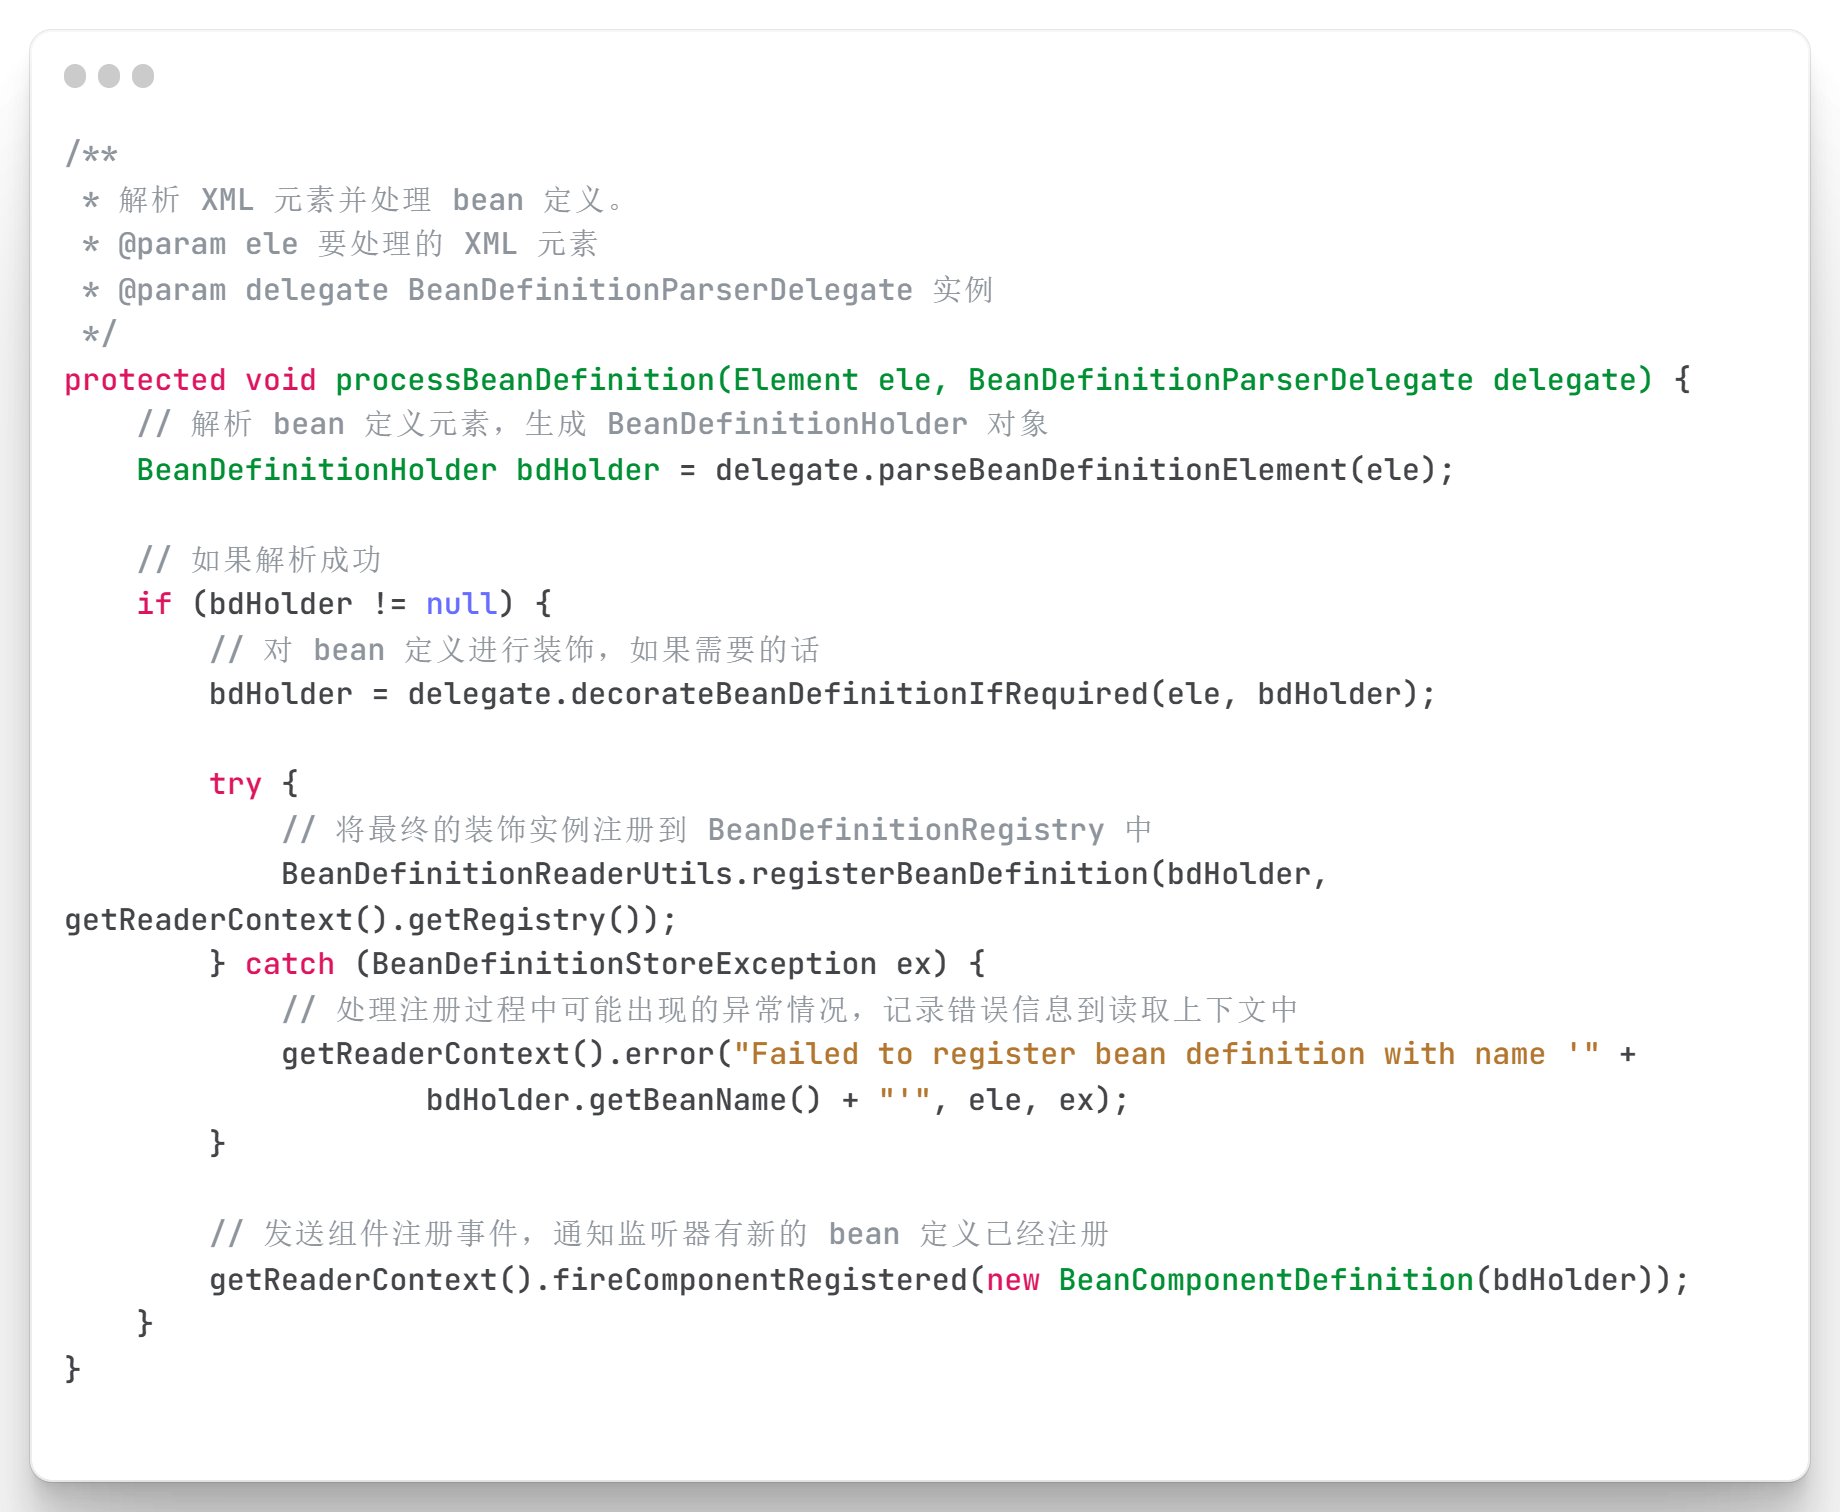 /**
 * 解析 XML 元素并处理 bean 定义。
 * @param ele 要处理的 XML 元素
 * @param delegate BeanDefinitionParserDelegate 实例
 */
protected void processBeanDefinition(Element ele, BeanDefinitionParserDelegate delegate) {
    // 解析 bean 定义元素，生成 BeanDefinitionHolder 对象
    BeanDefinitionHolder bdHolder = delegate.parseBeanDefinitionElement(ele);

    // 如果解析成功
    if (bdHolder != null) {
        // 对 bean 定义进行装饰，如果需要的话
        bdHolder = delegate.decorateBeanDefinitionIfRequired(ele, bdHolder);

        try {
            // 将最终的装饰实例注册到 BeanDefinitionRegistry 中
            BeanDefinitionReaderUtils.registerBeanDefinition(bdHolder,
getReaderContext().getRegistry());
        } catch (BeanDefinitionStoreException ex) {
            // 处理注册过程中可能出现的异常情况，记录错误信息到读取上下文中
            getReaderContext().error("Failed to register bean definition with name '" +
                    bdHolder.getBeanName() + "'", ele, ex);
        }

        // 发送组件注册事件，通知监听器有新的 bean 定义已经注册
        getReaderContext().fireComponentRegistered(new BeanComponentDefinition(bdHolder));
    }
}